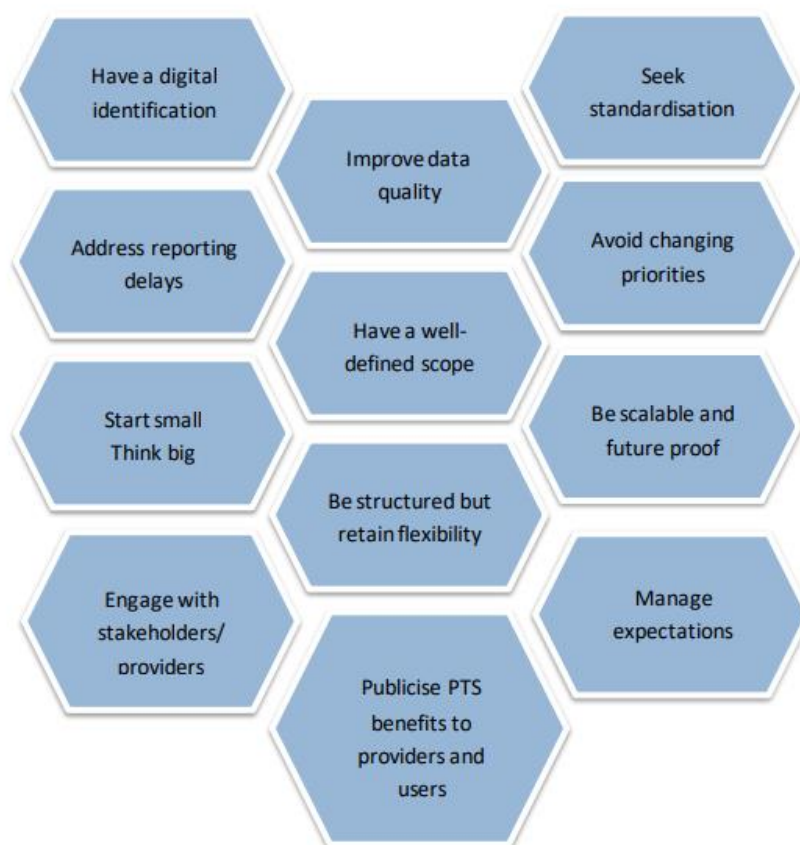 Have a digital
identification
Seek
standardisation
Improve data
quality
Address reporting
delays
Avoid changing
priorities
Have a well-
defined scope
Start small
Think big
Be scalable and
future proof
Be structured but
retain flexibility
Engage with
stakeholders/
providers
Manage
expectations
Publicise PTS
benefits to
providers and
users